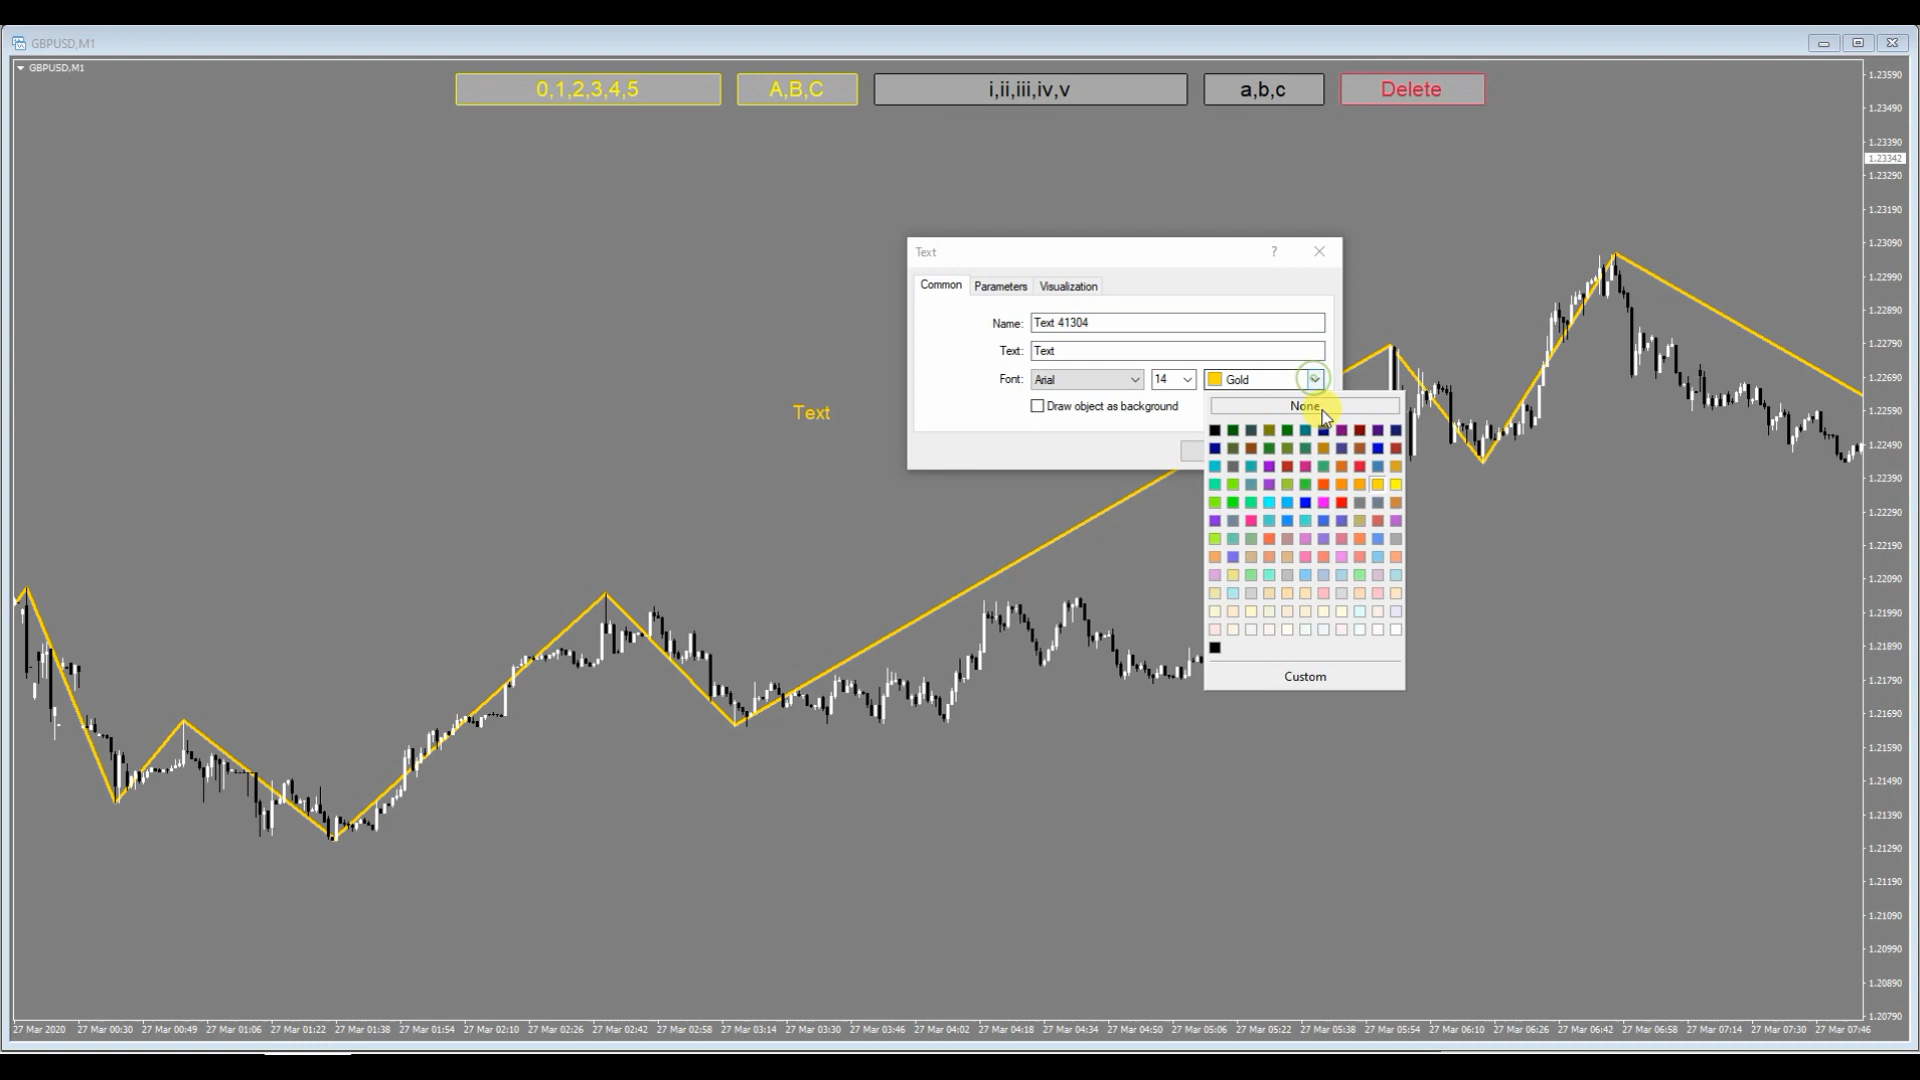 GBPUSD,M1
GBPUSD,M1
0,1,2,3,4,5
A,B,C
i,ii,iii,iv,v
a,b,c
Delete
Text
Common
Parameters
Visualization
Name:
Text 41304
Text:
Text
Font:
Arial
14
Gold
Draw object as background
None
Custom
Text
1.23590
1.23490
1.23390
1.23342
1.23290
1.23190
1.23090
1.22990
1.22890
1.22790
1.22690
1.22590
1.22490
1.22390
1.22290
1.22190
1.22090
1.21990
1.21890
1.21790
1.21690
1.21590
1.21490
1.21390
1.21290
1.21190
1.21090
1.20990
1.20890
1.20790
27 Mar 2020
27 Mar 00:30
27 Mar 00:49
27 Mar 01:06
27 Mar 01:22
27 Mar 01:38
27 Mar 01:54
27 Mar 02:10
27 Mar 02:26
27 Mar 02:42
27 Mar 02:58
27 Mar 03:14
27 Mar 03:30
27 Mar 03:46
27 Mar 04:02
27 Mar 04:18
27 Mar 04:34
27 Mar 04:50
27 Mar 05:06
27 Mar 05:22
27 Mar 05:38
27 Mar 05:54
27 Mar 06:10
27 Mar 06:26
27 Mar 06:42
27 Mar 06:58
27 Mar 07:14
27 Mar 07:30
27 Mar 07:46